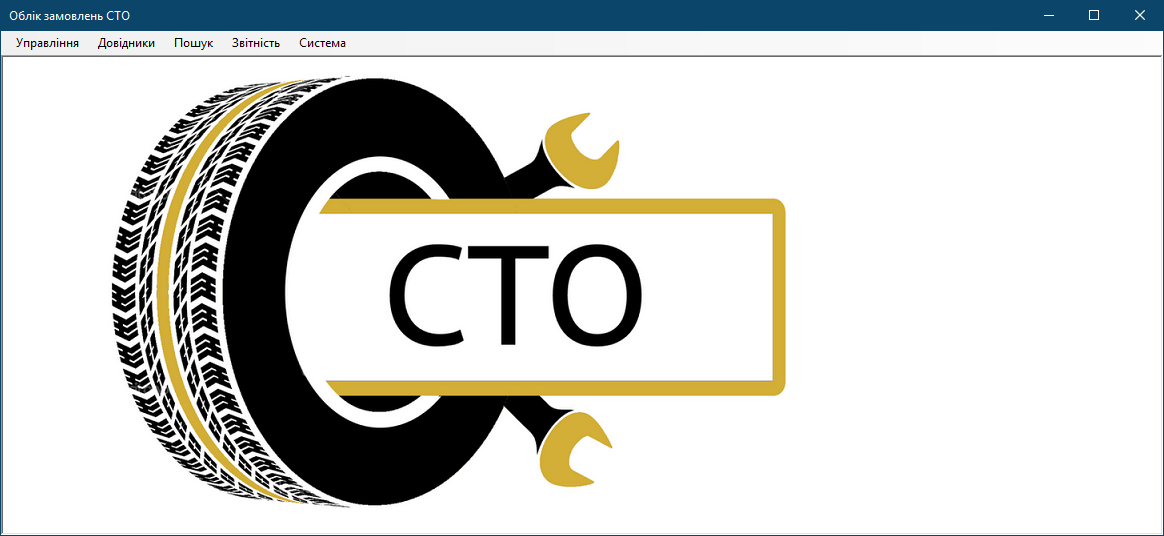 Облік замовлень СТО
Управління Довідники Пошук Звітність Система
СТО